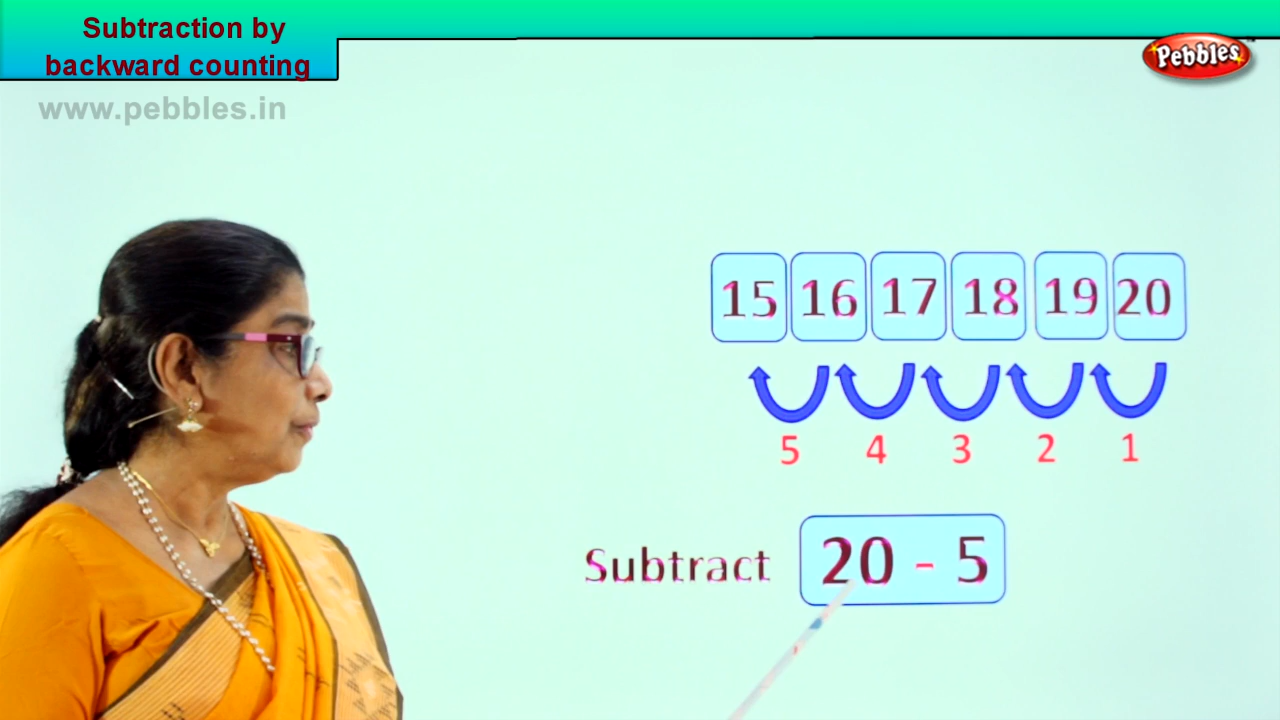 Subtraction by
backward counting
Pebbles
www.pebbles.in
15 16 17 18 19 20
5 4 3 2 1
Subtract 20 - 5